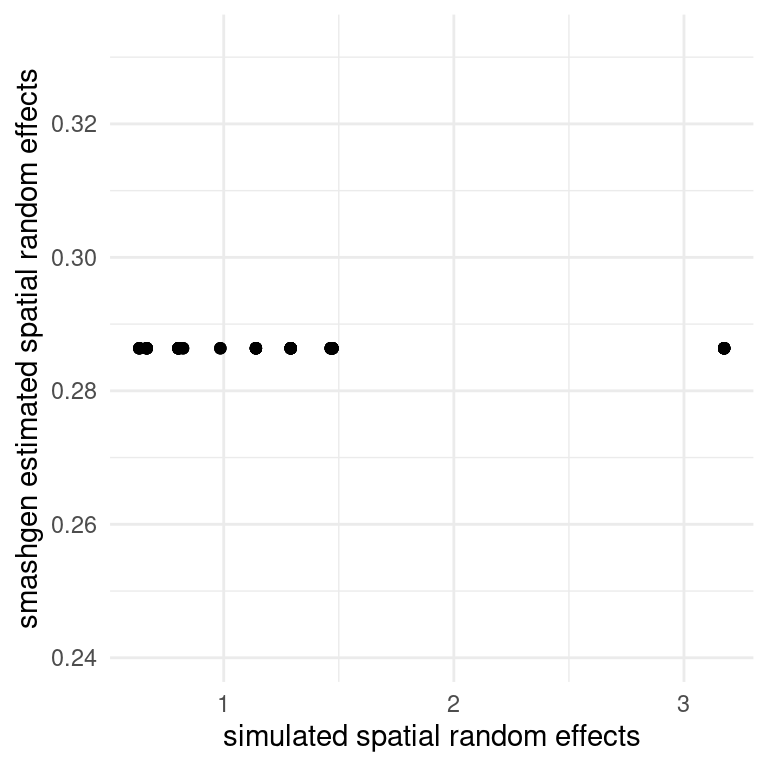 smashgen estimated spatial random effects
0.32
0.30
0.28
0.26
0.24
1 2 3
simulated spatial random effects